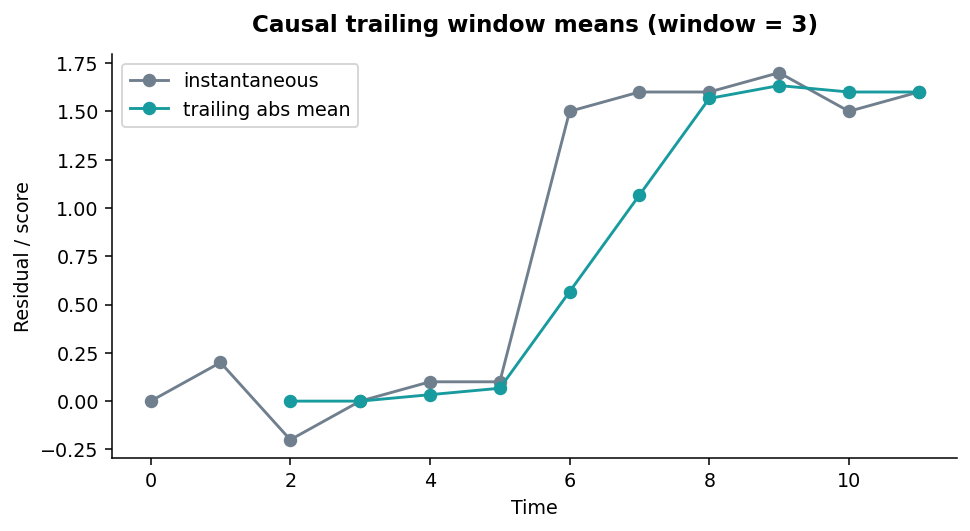 Causal trailing window means (window = 3)
instantaneous
trailing abs mean
Residual / score
1.75
1.50
1.25
1.00
0.75
0.50
0.25
0.00
−0.25
0 2 4 6 8 10
Time